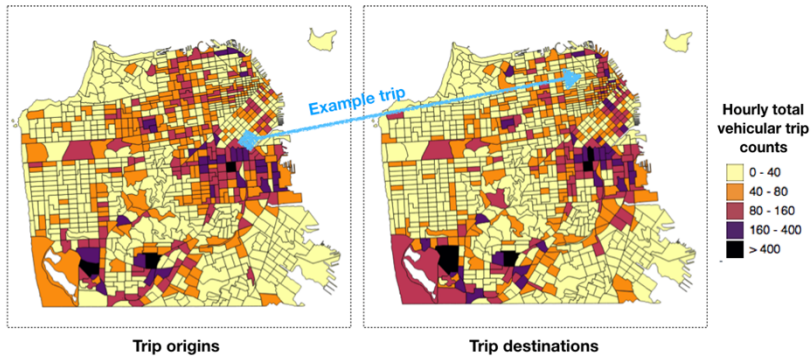 Example trip
Hourly total
vehicular trip
counts
0 - 40
40 - 80
80 - 160
160 - 400
> 400
Trip origins
Trip destinations